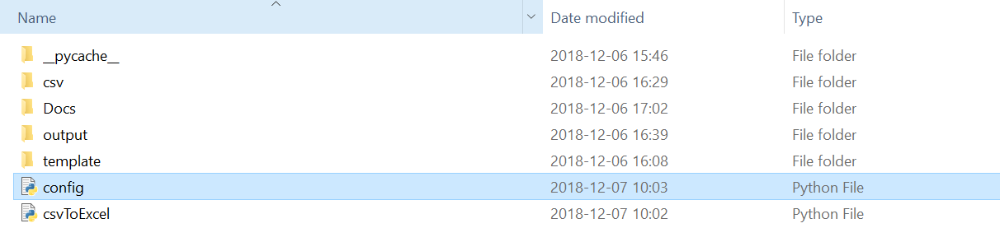 Name Date modified Type
__pycache__ 2018-12-06 15:46 File folder
csv 2018-12-06 16:29 File folder
Docs 2018-12-06 17:02 File folder
output 2018-12-06 16:39 File folder
template 2018-12-06 16:08 File folder
config 2018-12-07 10:03 Python File
csvToExcel 2018-12-07 10:02 Python File